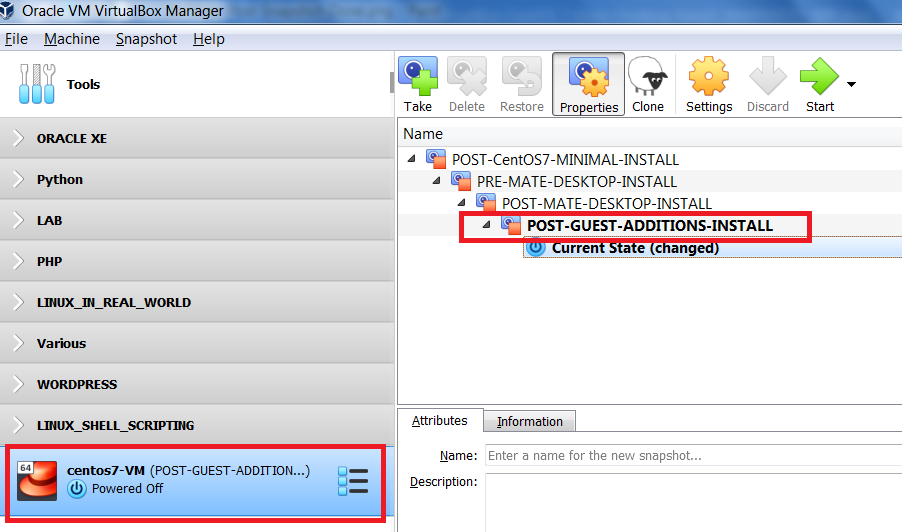 Oracle VM VirtualBox Manager
File Machine Snapshot Help
Tools
ORACLE XE
Python
LAB
PHP
LINUX_IN_REAL_WORLD
Various
WORDPRESS
LINUX_SHELL_SCRIPTING
64
centos7-VM (POST-GUEST-ADDITION...)
Powered Off
Take Delete Restore Properties Clone Settings Discard Start
Name
POST-CentOS7-MINIMAL-INSTALL
PRE-MATE-DESKTOP-INSTALL
POST-MATE-DESKTOP-INSTALL
POST-GUEST-ADDITIONS-INSTALL
Current State (changed)
Attributes Information
Name: Enter a name for the new snapshot...
Description: